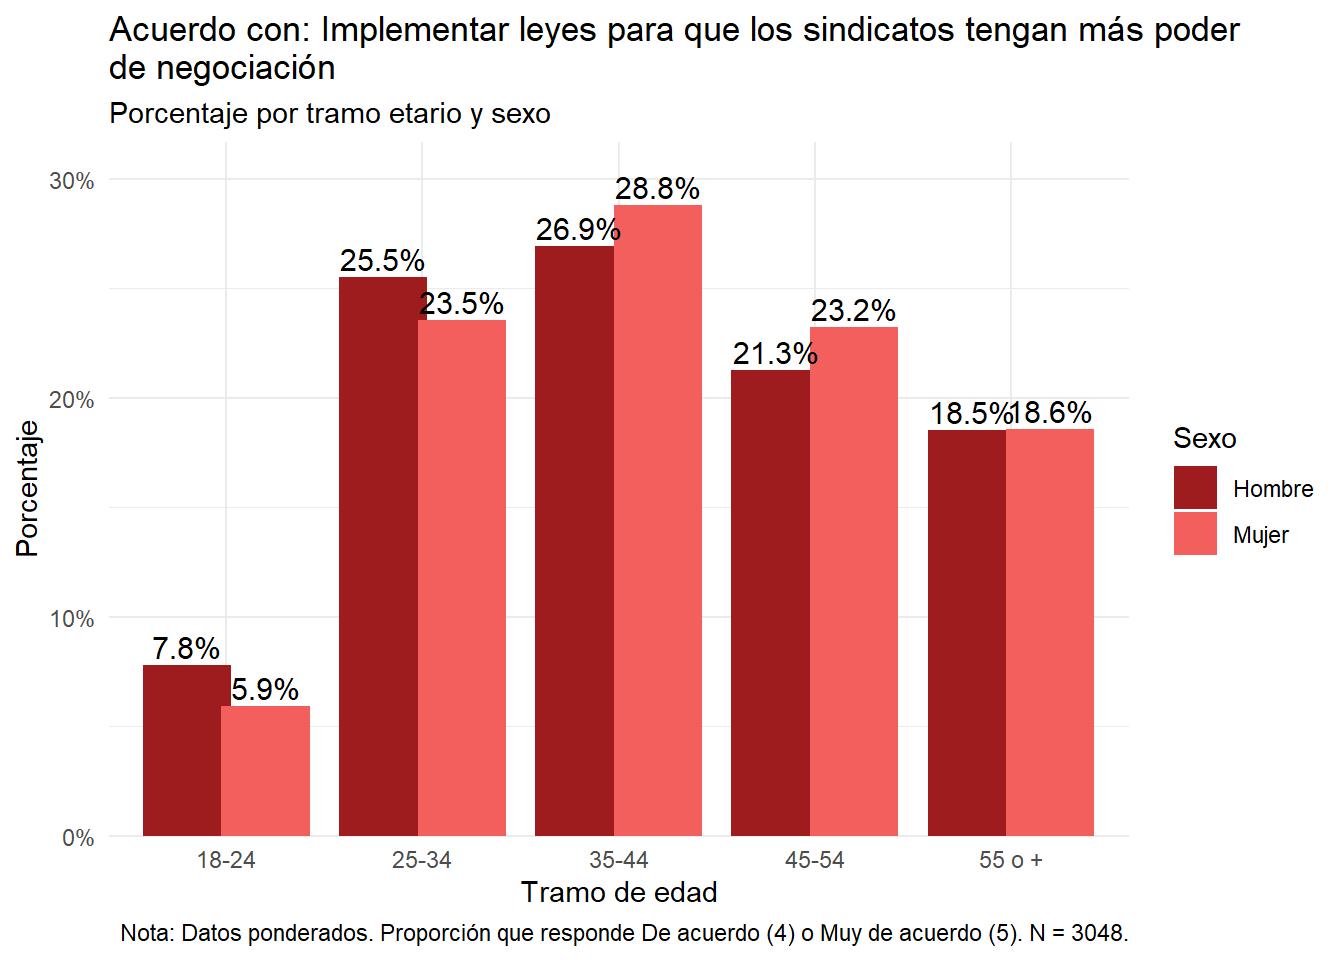 Acuerdo con: Implementar leyes para que los sindicatos tengan más poder
de negociación
Porcentaje por tramo etario y sexo
30%
20%
10%
0%
Porcentaje
7.8%
5.9%
25.5%
23.5%
26.9%
28.8%
21.3%
23.2%
18.5%
18.6%
18-24
25-34
35-44
45-54
55 o +
Tramo de edad
Sexo
Hombre
Mujer
Nota: Datos ponderados. Proporción que responde De acuerdo (4) o Muy de acuerdo (5). N = 3048.